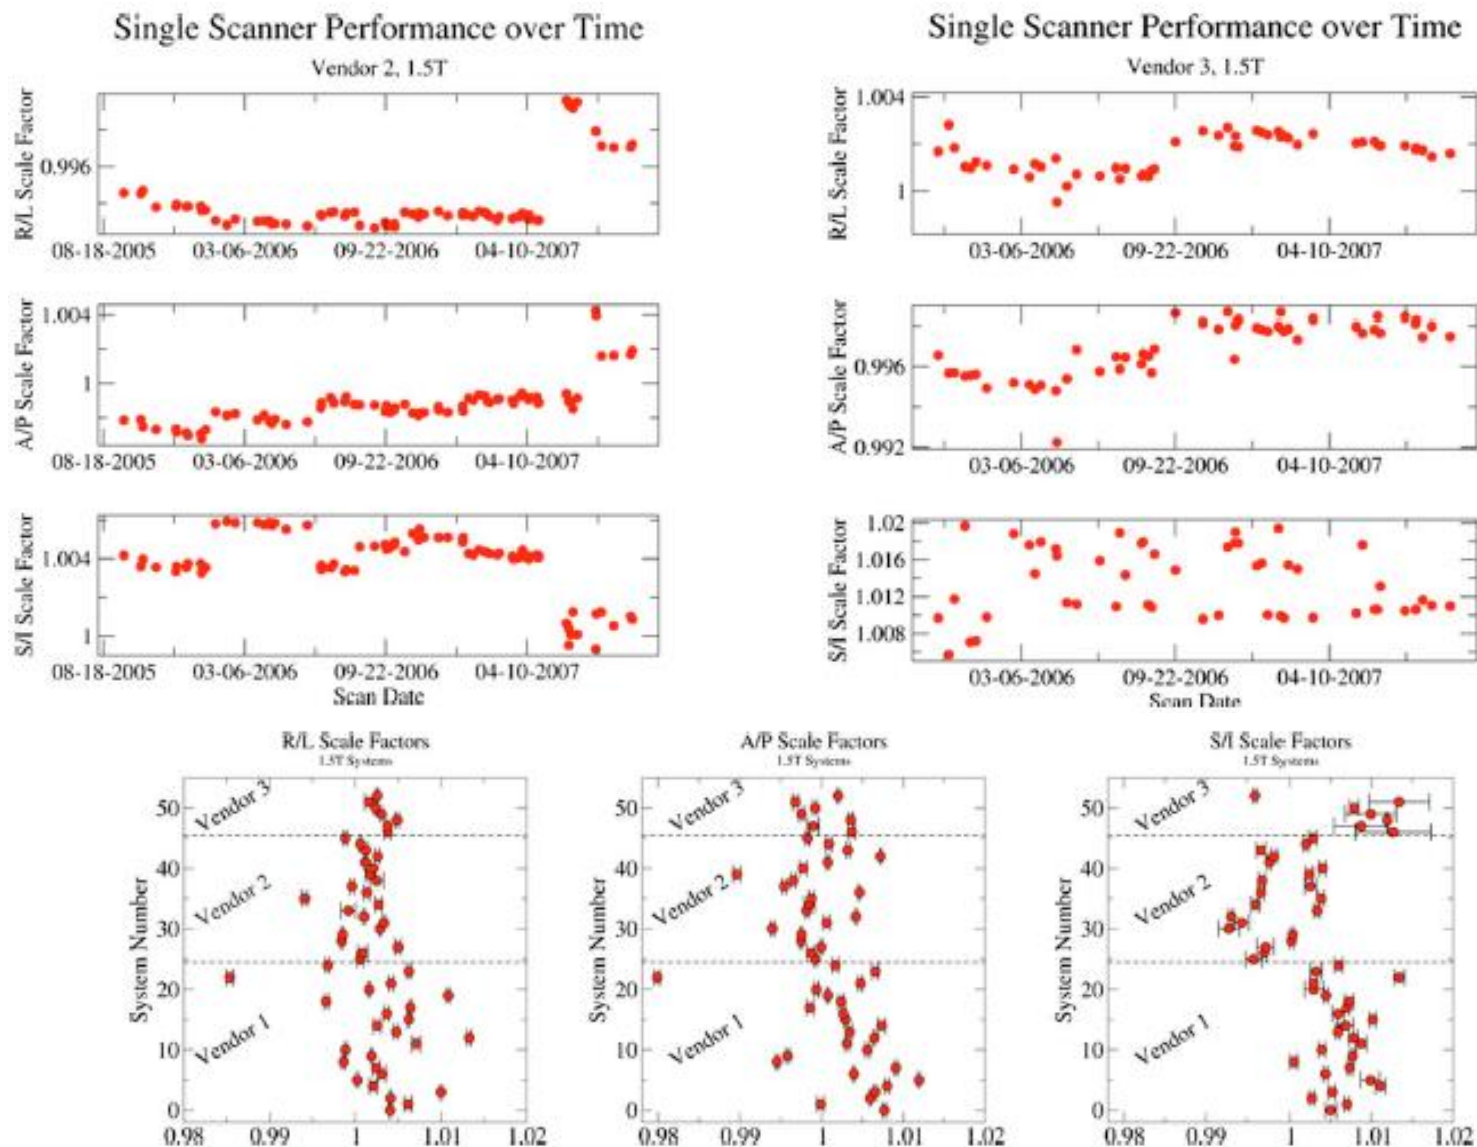 Single Scanner Performance over Time
Vendor 2, 1.5T
R/L Scale Factor
0.996
08-18-2005 03-06-2006 09-22-2006 04-10-2007
A/P Scale Factor
1.004
1
08-18-2005 03-06-2006 09-22-2006 04-10-2007
S/I Scale Factor
1.004
1
08-18-2005 03-06-2006 09-22-2006 04-10-2007
Scan Date
Single Scanner Performance over Time
Vendor 3, 1.5T
R/L Scale Factor
1.004
1
03-06-2006 09-22-2006 04-10-2007
A/P Scale Factor
0.996
0.992
03-06-2006 09-22-2006 04-10-2007
S/I Scale Factor
1.02
1.016
1.012
1.008
03-06-2006 09-22-2006 04-10-2007
Scan Date
R/L Scale Factors
1.5T Systems
System Number
50
40
30
20
10
0
Vendor 3
Vendor 2
Vendor 1
0.98 0.99 1 1.01 1.02
A/P Scale Factors
1.5T Systems
System Number
50
40
30
20
10
0
Vendor 3
Vendor 2
Vendor 1
0.98 0.99 1 1.01 1.02
S/I Scale Factors
1.5T Systems
System Number
50
40
30
20
10
0
Vendor 3
Vendor 2
Vendor 1
0.98 0.99 1 1.01 1.02